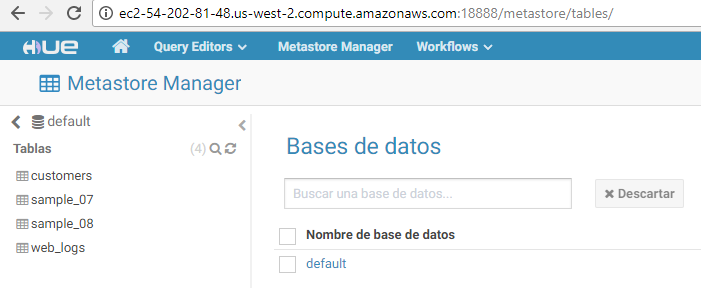 ec2-54-202-81-48.us-west-2.compute.amazonaws.com:18888/metastore/tables/
HUE Query Editors Metastore Manager Workflows
Metastore Manager
default
Tablas (4)
customers
sample_07
sample_08
web_logs
Bases de datos
Buscar una base de datos... Descartar
Nombre de base de datos
default